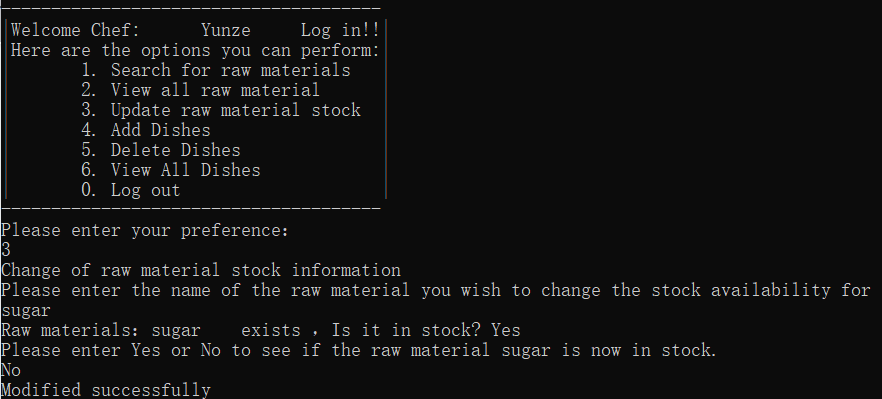 --------------------------------------
|Welcome Chef:      Yunze     Log in!!|
|Here are the options you can perform:|
|       1. Search for raw materials   |
|       2. View all raw material      |
|       3. Update raw material stock  |
|       4. Add Dishes                 |
|       5. Delete Dishes              |
|       6. View All Dishes            |
|       0. Log out                    |
--------------------------------------
Please enter your preference:
3
Change of raw material stock information
Please enter the name of the raw material you wish to change the stock availability for
sugar
Raw materials: sugar    exists , Is it in stock? Yes
Please enter Yes or No to see if the raw material sugar is now in stock.
No
Modified successfully